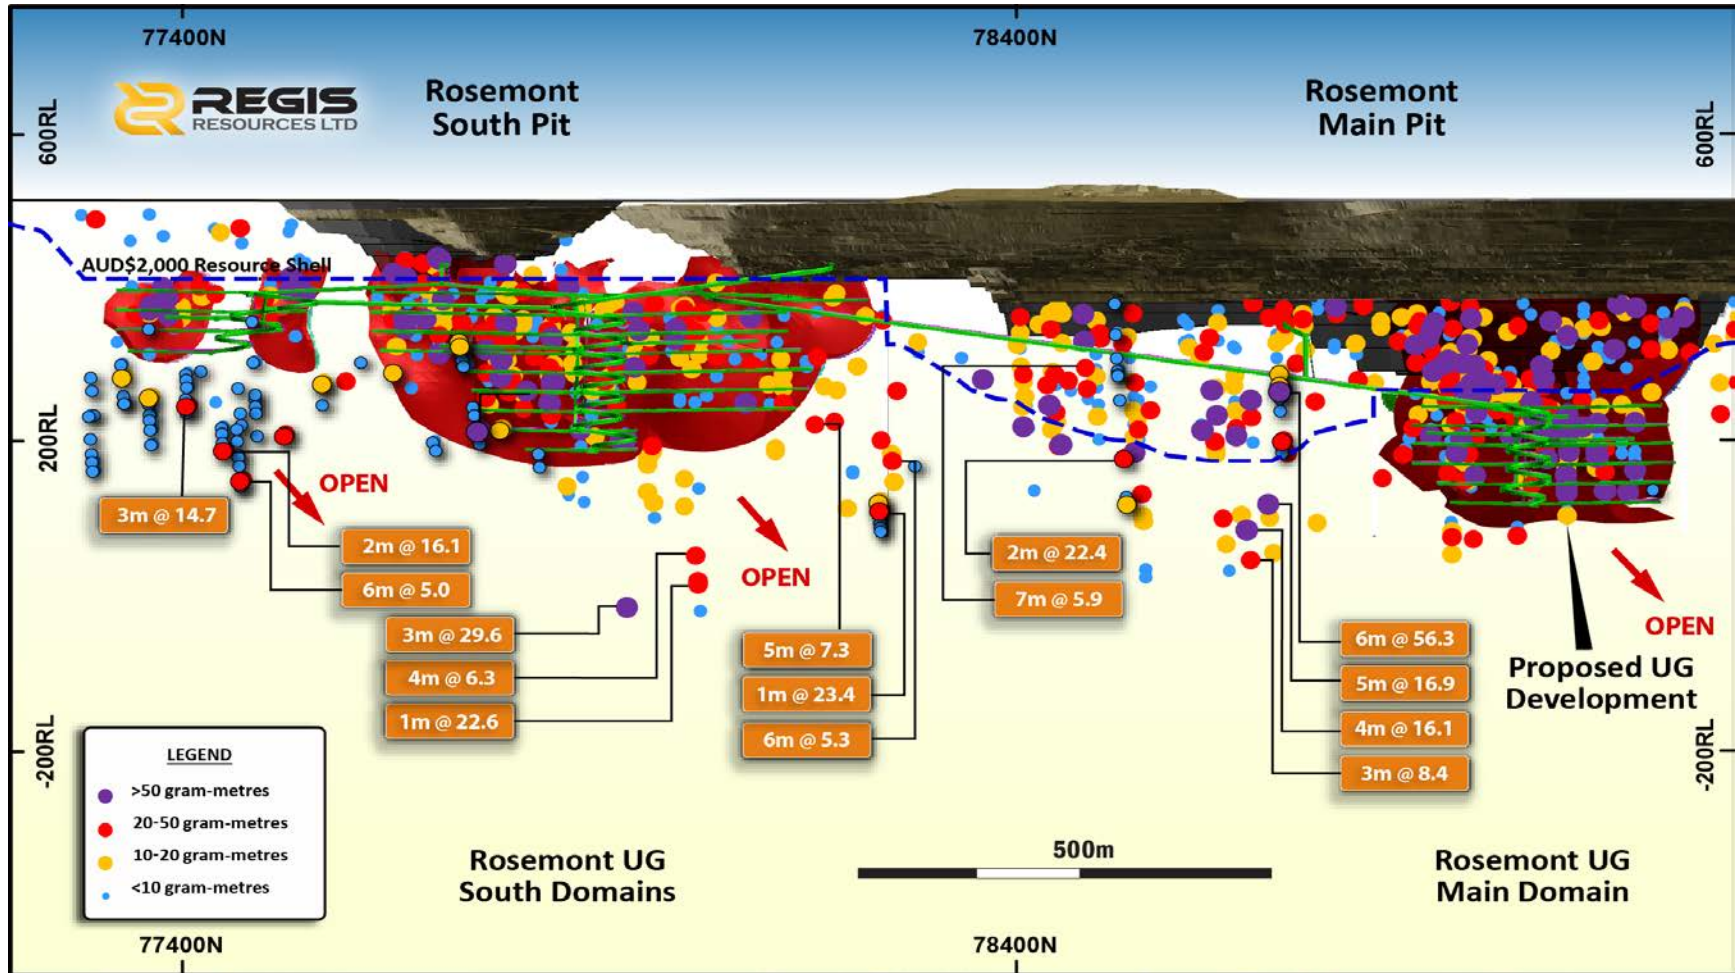 77400N
78400N
REGIS
RESOURCES LTD
Rosemont
South Pit
Rosemont
Main Pit
600RL
600RL
AUD$2,000 Resource Shell
200RL
OPEN
3m @ 14.7
2m @ 16.1
6m @ 5.0
3m @ 29.6
4m @ 6.3
1m @ 22.6
OPEN
5m @ 7.3
1m @ 23.4
6m @ 5.3
2m @ 22.4
7m @ 5.9
6m @ 56.3
5m @ 16.9
4m @ 16.1
3m @ 8.4
OPEN
Proposed UG
Development
-200RL
-200RL
LEGEND
>50 gram-metres
20-50 gram-metres
10-20 gram-metres
<10 gram-metres
Rosemont UG
South Domains
500m
Rosemont UG
Main Domain
77400N
78400N